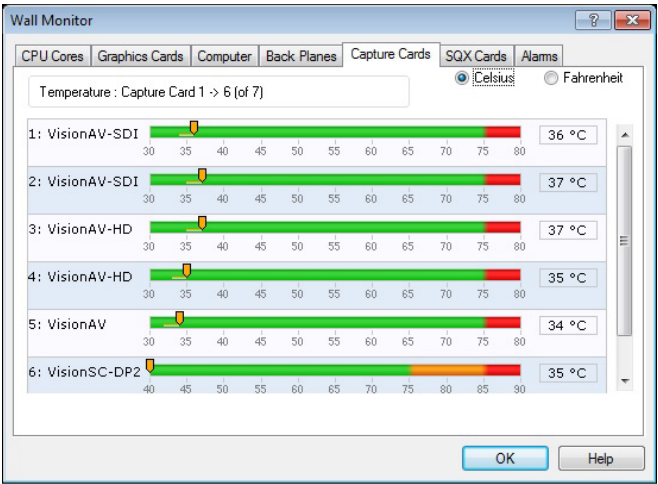 Wall Monitor
CPU Cores Graphics Cards Computer Back Planes Capture Cards SQX Cards Alarms
Temperature : Capture Card 1 -> 6 (of 7) Celsius Fahrenheit
1: VisionAV-SDI 36 °C
30 35 40 45 50 55 60 65 70 75 80
2: VisionAV-SDI 37 °C
30 35 40 45 50 55 60 65 70 75 80
3: VisionAV-HD 37 °C
30 35 40 45 50 55 60 65 70 75 80
4: VisionAV-HD 35 °C
30 35 40 45 50 55 60 65 70 75 80
5: VisionAV 34 °C
30 35 40 45 50 55 60 65 70 75 80
6: VisionSC-DP2 35 °C
40 45 50 55 60 65 70 75 80 85 90
OK Help